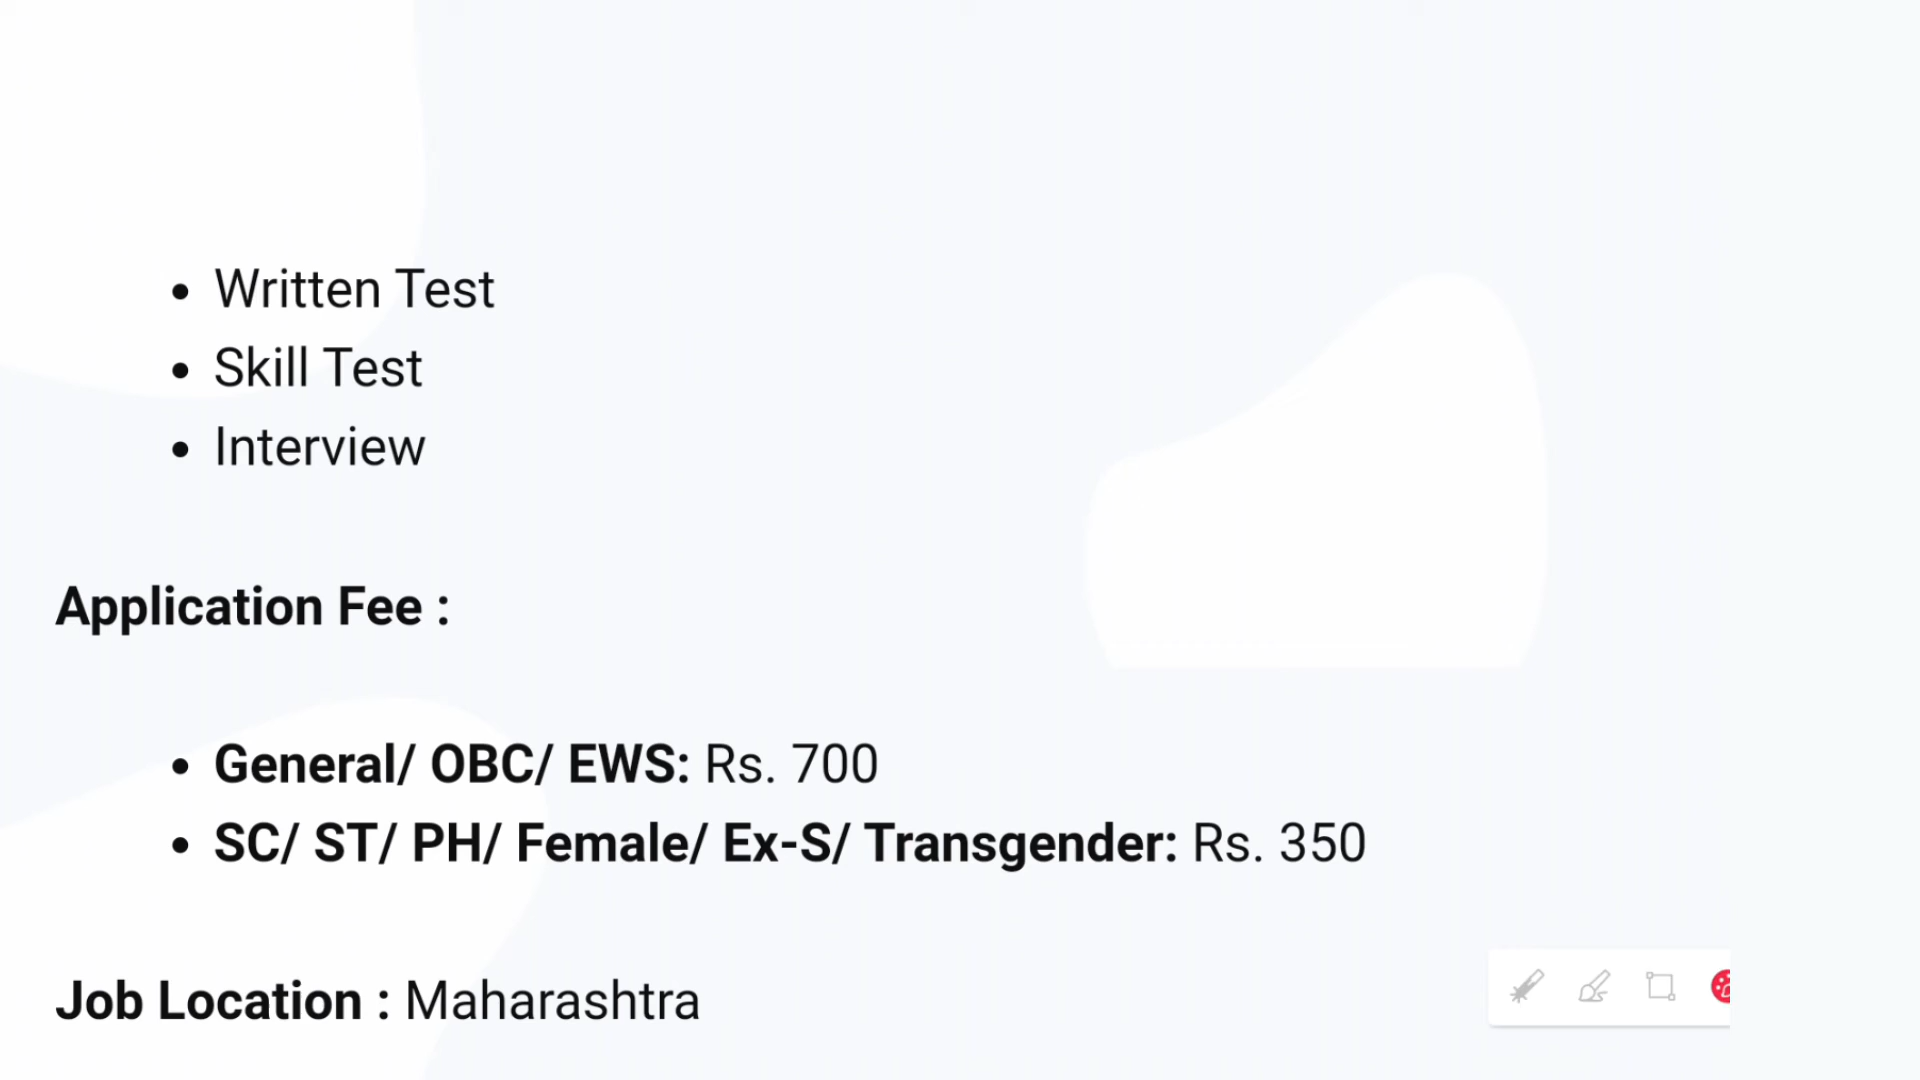 • Written Test
• Skill Test
• Interview
Application Fee :
• General/ OBC/ EWS: Rs. 700
• SC/ ST/ PH/ Female/ Ex-S/ Transgender: Rs. 350
Job Location : Maharashtra